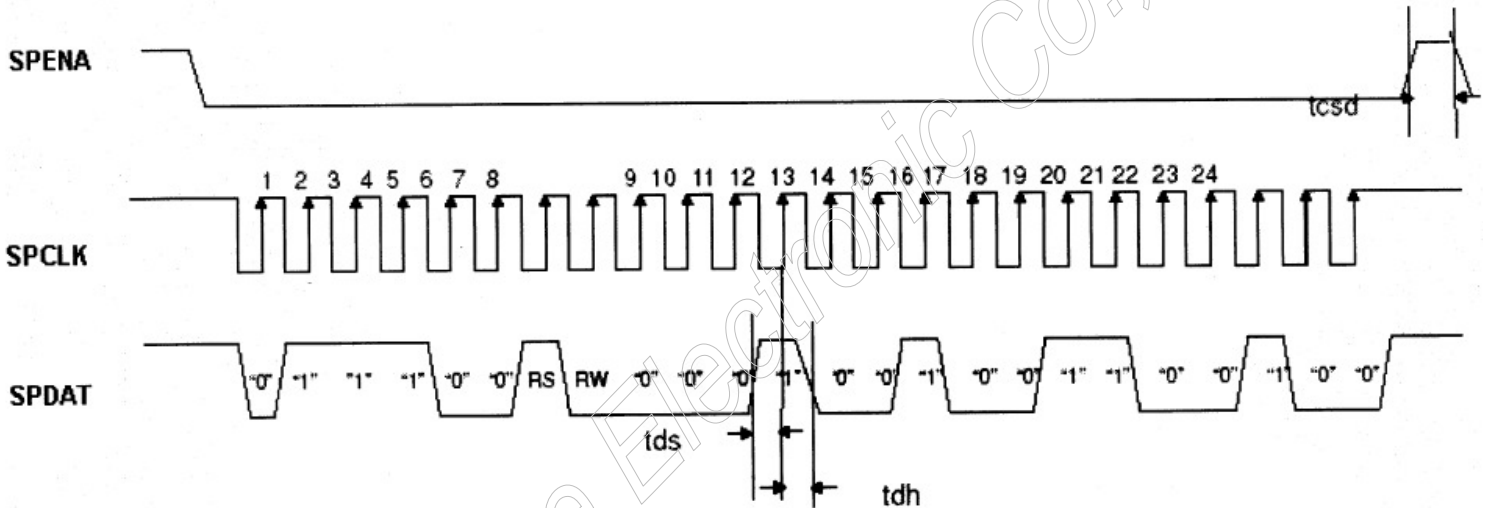 Electronic Co.,
SPENA
tcsd
1 2 3 4 5 6 7 8 9 10 11 12 13 14 15 16 17 18 19 20 21 22 23 24
SPCLK
SPDAT
"0" "1" "1" "1" "0" "0" RS RW "0" "0" "0" "1" "0" "0" "1" "0" "0" "1" "1" "0" "0" "1" "0" "0"
tds
tdh